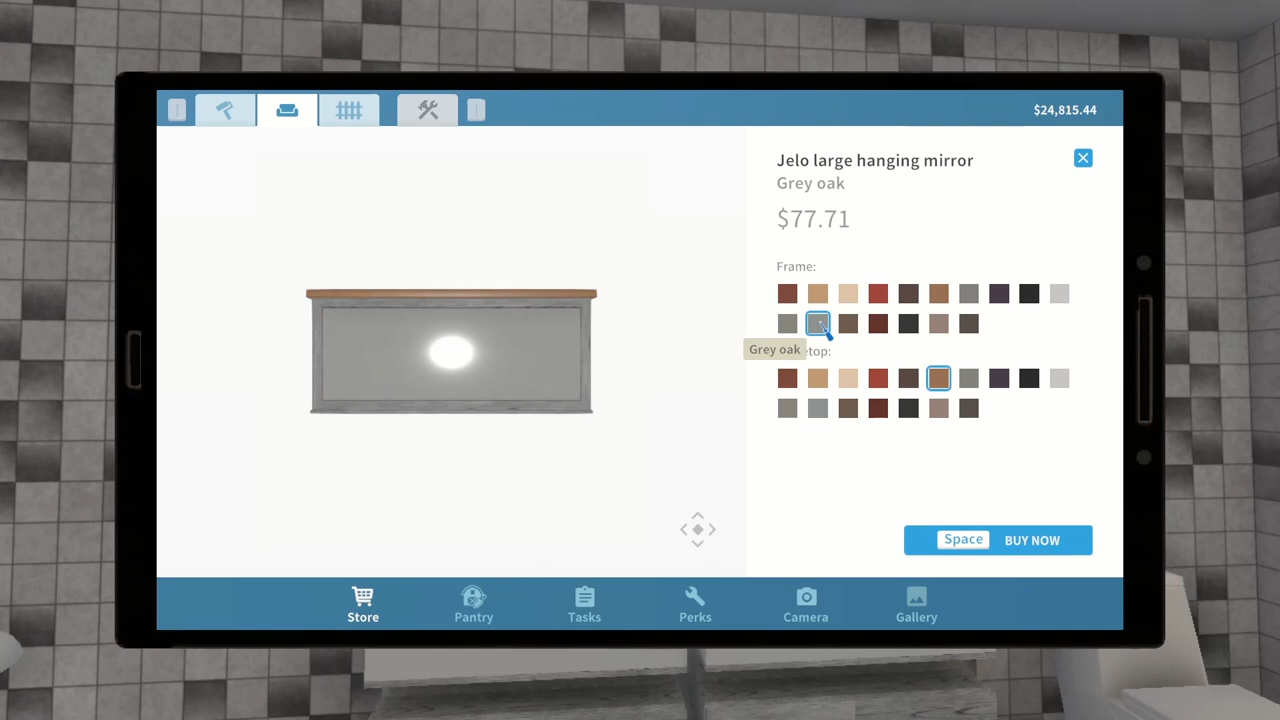 $24,815.44
Jelo large hanging mirror
Grey oak
$77.71
Frame:
Grey oak
top:
Space BUY NOW
Store
Pantry
Tasks
Perks
Camera
Gallery